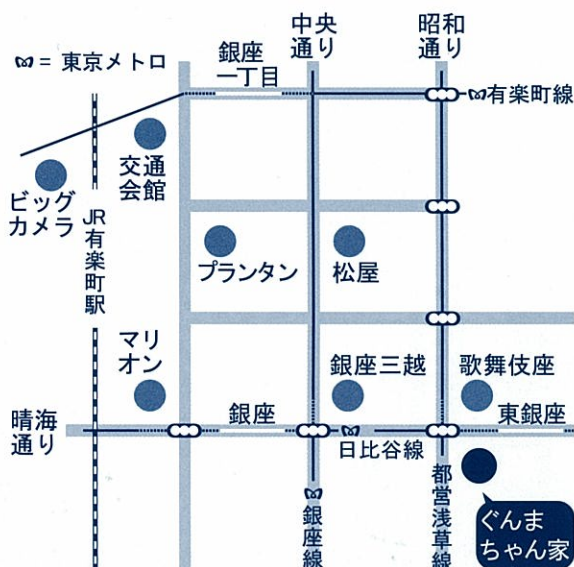 中央
通り
昭和
通り
= 東京メトロ
銀座
一丁目
有楽町線
交通
会館
ビッグ
カメラ
JR有楽町駅
プランタン
松屋
マリ
オン
銀座三越
歌舞伎座
晴海
通り
銀座
東銀座
日比谷線
銀座線
都営浅草線
ぐんま
ちゃん家